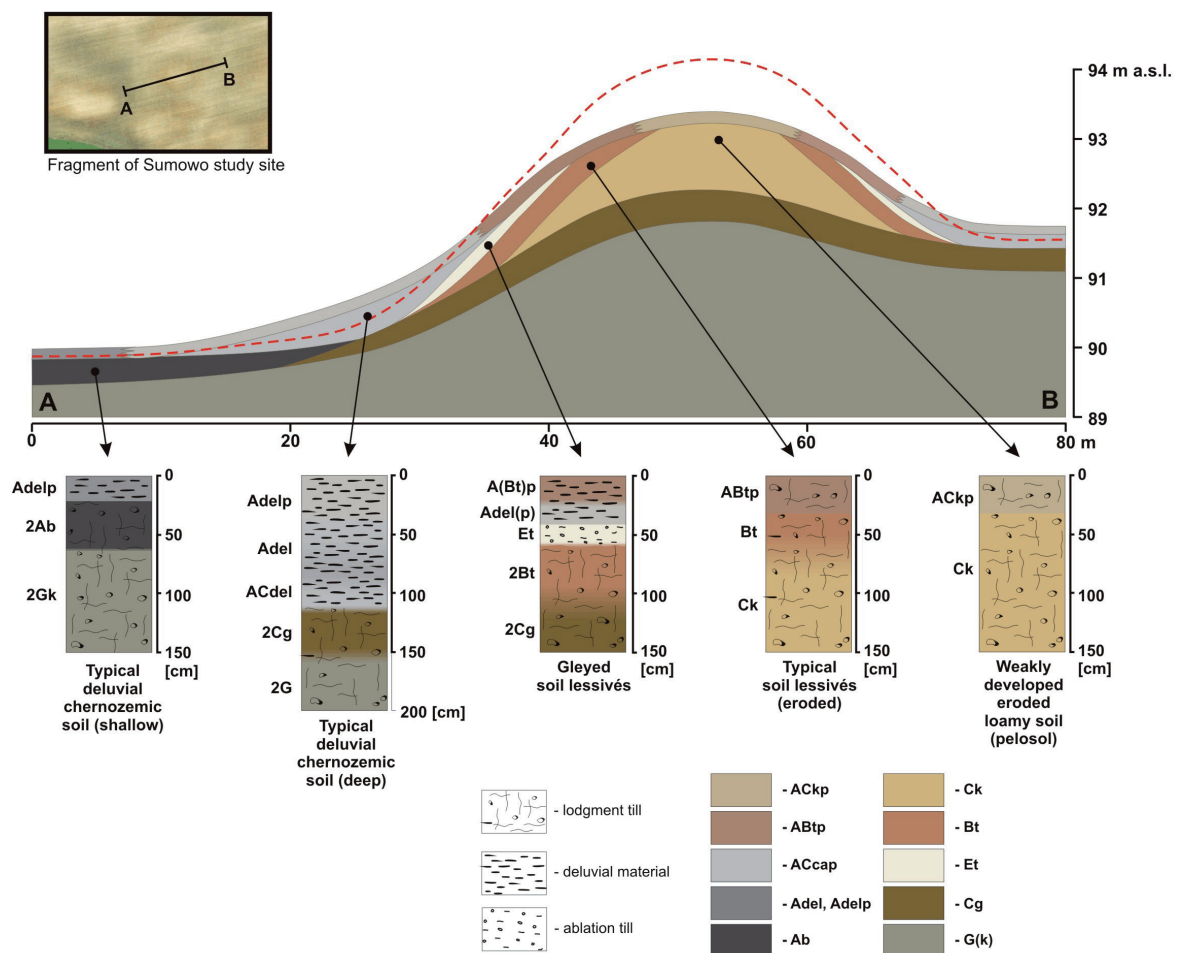 A
B
Fragment of Sumowo study site
94 m a.s.l.
93
92
91
90
89
A
B
0
20
40
60
80 m
Adelp
2Ab
2Gk
0
50
100
150
[cm]
Typical
deluvial
chernozemic
soil (shallow)
Adelp
Adel
ACdel
2Cg
2G
0
50
100
150
200 [cm]
Typical
deluvial
chernozemic
soil (deep)
A(Bt)p
Adel(p)
Et
2Bt
2Cg
0
50
100
150
[cm]
Gleyed
soil lessivés
ABtp
Bt
Ck
0
50
100
150
[cm]
Typical
soil lessivés
(eroded)
ACkp
Ck
0
50
100
150
[cm]
Weakly
developed
eroded
loamy soil
(pelosol)
- lodgment till
- deluvial material
- ablation till
- ACkp
- ABtp
- ACcap
- Adel, Adelp
- Ab
- Ck
- Bt
- Et
- Cg
- G(k)